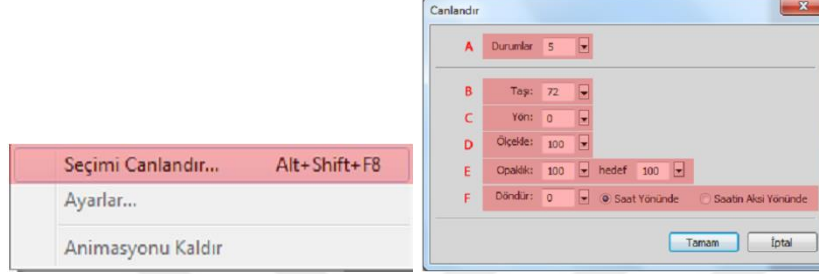 Seçimi Canlandır... Alt+Shift+F8
Ayarlar...
Animasyonu Kaldır
Canlandır
A Durumlar 5
B Taşı: 72
C Yön: 0
D Ölçekle: 100
E Opaklık: 100 hedef 100
F Döndür: 0 Saat Yönünde Saatin Aksi Yönünde
Tamam İptal